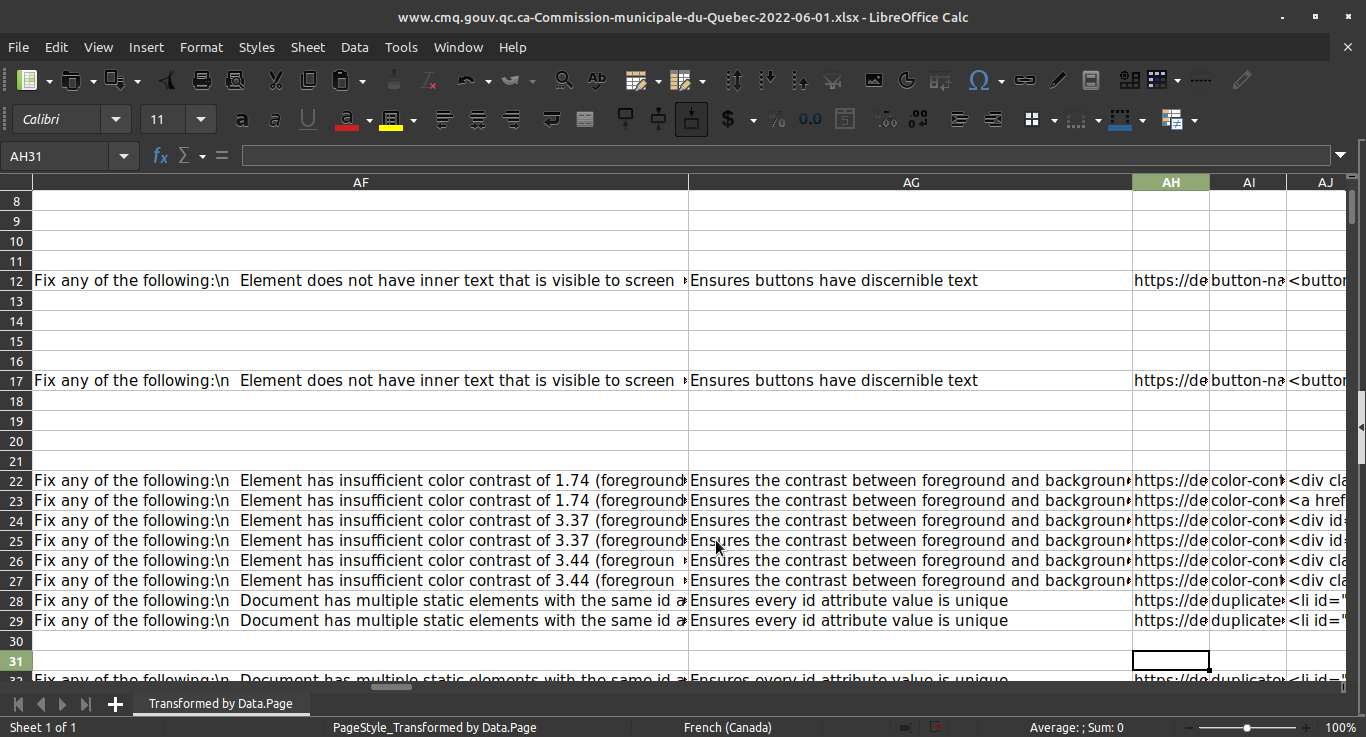 www.cmq.gouv.qc.ca-Commission-municipale-du-Quebec-2022-06-01.xlsx - LibreOffice Calc
File Edit View Insert Format Styles Sheet Data Tools Window Help
Calibri 11
AH31
AF AG AH AI AJ
8
9
10
11
12 Fix any of the following:\n Element does not have inner text that is visible to screen Ensures buttons have discernible text https://de button-na <button
13
14
15
16
17 Fix any of the following:\n Element does not have inner text that is visible to screen Ensures buttons have discernible text https://de button-na <button
18
19
20
21
22 Fix any of the following:\n Element has insufficient color contrast of 1.74 (foreground Ensures the contrast between foreground and backgroun https://de color-cont <div cla
23 Fix any of the following:\n Element has insufficient color contrast of 1.74 (foreground Ensures the contrast between foreground and backgroun https://de color-cont <a href
24 Fix any of the following:\n Element has insufficient color contrast of 3.37 (foreground Ensures the contrast between foreground and backgroun https://de color-cont <div id=
25 Fix any of the following:\n Element has insufficient color contrast of 3.37 (foreground Ensures the contrast between foreground and backgroun https://de color-cont <div id=
26 Fix any of the following:\n Element has insufficient color contrast of 3.44 (foregroun Ensures the contrast between foreground and backgroun https://de color-cont <div cla
27 Fix any of the following:\n Element has insufficient color contrast of 3.44 (foregroun Ensures the contrast between foreground and backgroun https://de color-cont <div cla
28 Fix any of the following:\n Document has multiple static elements with the same id a Ensures every id attribute value is unique https://de duplicate <li id="
29 Fix any of the following:\n Document has multiple static elements with the same id a Ensures every id attribute value is unique https://de duplicate <li id="
30
31
32 Fix any of the following:\n Document has multiple static elements with the same id a Ensures every id attribute value is unique https://de duplicate <li id="
Transformed by Data.Page
Sheet 1 of 1 PageStyle_Transformed by Data.Page French (Canada) Average: ; Sum: 0 100%